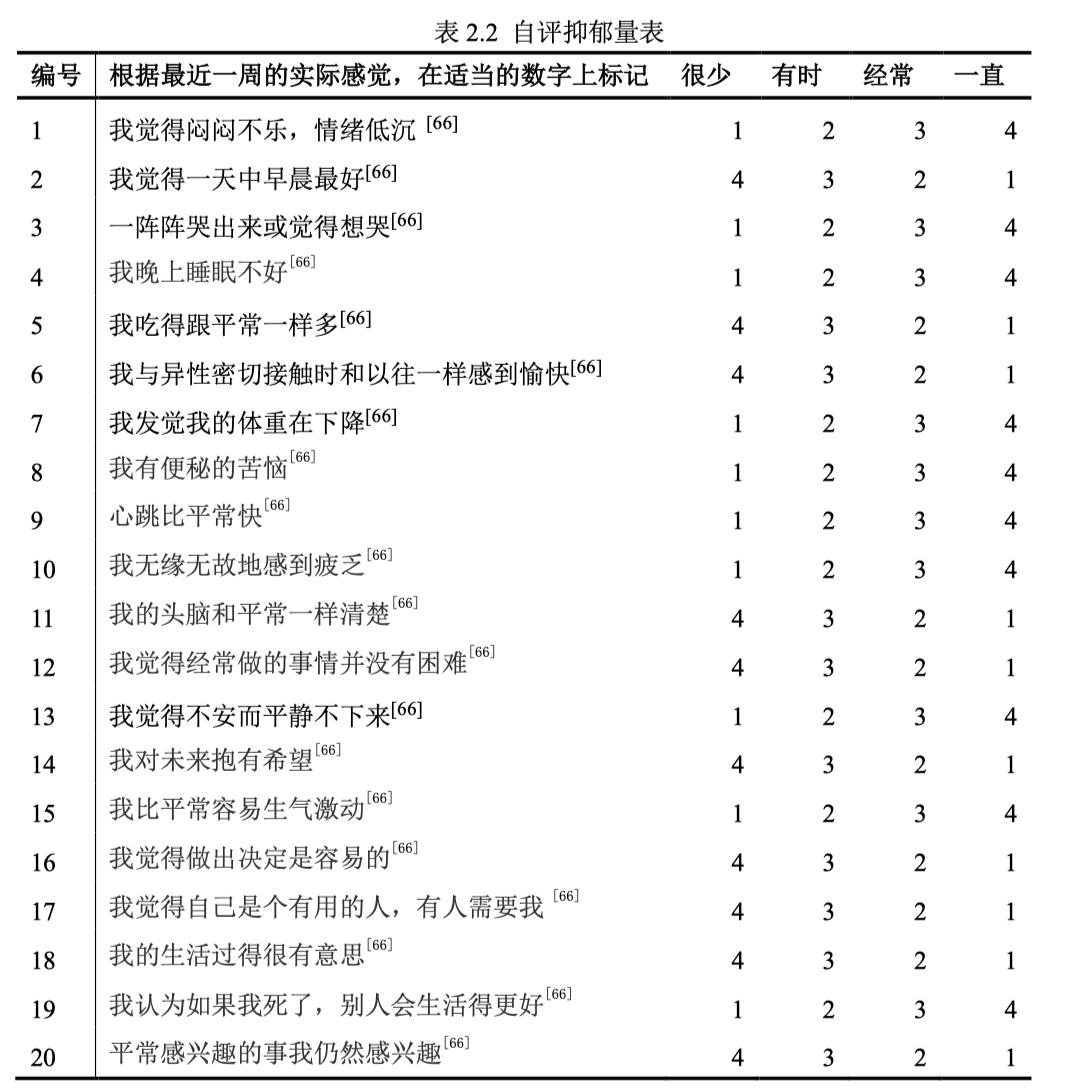 表 2.2 自评抑郁量表
编号 根据最近一周的实际感觉，在适当的数字上标记 很少 有时 经常 一直
1 我觉得闷闷不乐，情绪低沉 [66] 1 2 3 4
2 我觉得一天中早晨最好[66] 4 3 2 1
3 一阵阵哭出来或觉得想哭[66] 1 2 3 4
4 我晚上睡眠不好[66] 1 2 3 4
5 我吃得跟平常一样多[66] 4 3 2 1
6 我与异性密切接触时和以往一样感到愉快[66] 4 3 2 1
7 我发觉我的体重在下降[66] 1 2 3 4
8 我有便秘的苦恼[66] 1 2 3 4
9 心跳比平常快[66] 1 2 3 4
10 我无缘无故地感到疲乏[66] 1 2 3 4
11 我的头脑和平常一样清楚[66] 4 3 2 1
12 我觉得经常做的事情并没有困难[66] 4 3 2 1
13 我觉得不安而平静不下来[66] 1 2 3 4
14 我对未来抱有希望[66] 4 3 2 1
15 我比平常容易生气激动[66] 1 2 3 4
16 我觉得做出决定是容易的[66] 4 3 2 1
17 我觉得自己是个有用的人，有人需要我 [66] 4 3 2 1
18 我的生活过得很有意思[66] 4 3 2 1
19 我认为如果我死了，别人会生活得更好[66] 1 2 3 4
20 平常感兴趣的事我仍然感兴趣[66] 4 3 2 1